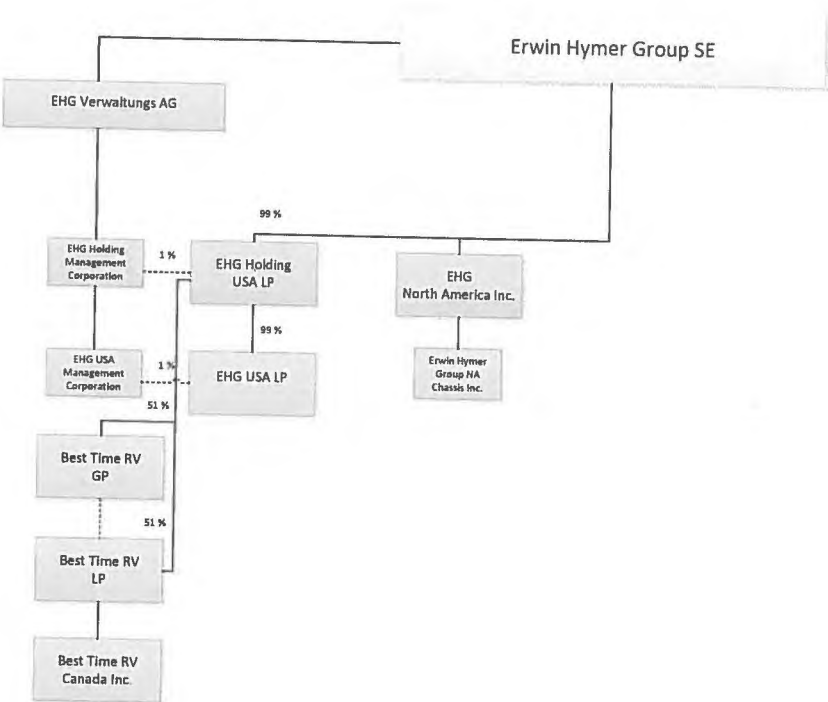 Erwin Hymer Group SE
EHG Verwaltungs AG
99 %
EHG Holding
Management
Corporation
1 %
EHG Holding
USA LP
EHG
North America Inc.
99 %
EHG USA
Management
Corporation
1 %
EHG USA LP
Erwin Hymer
Group NA
Chassis Inc.
51 %
Best Time RV
GP
51 %
Best Time RV
LP
Best Time RV
Canada Inc.